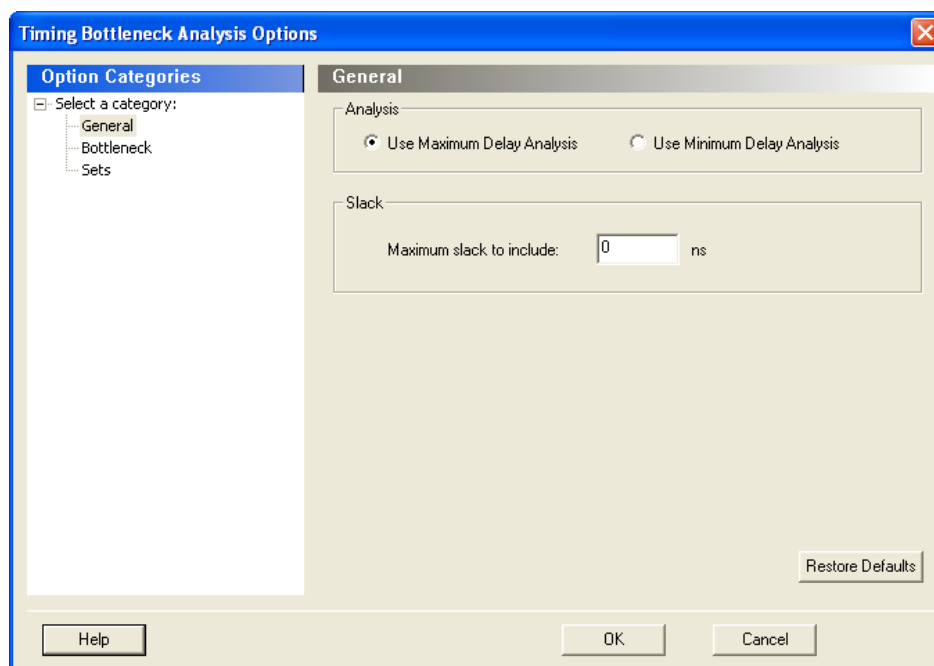 Timing Bottleneck Analysis Options
Option Categories
Select a category:
General
Bottleneck
Sets
General
Analysis
Use Maximum Delay Analysis
Use Minimum Delay Analysis
Slack
Maximum slack to include: 0 ns
Restore Defaults
Help
OK
Cancel